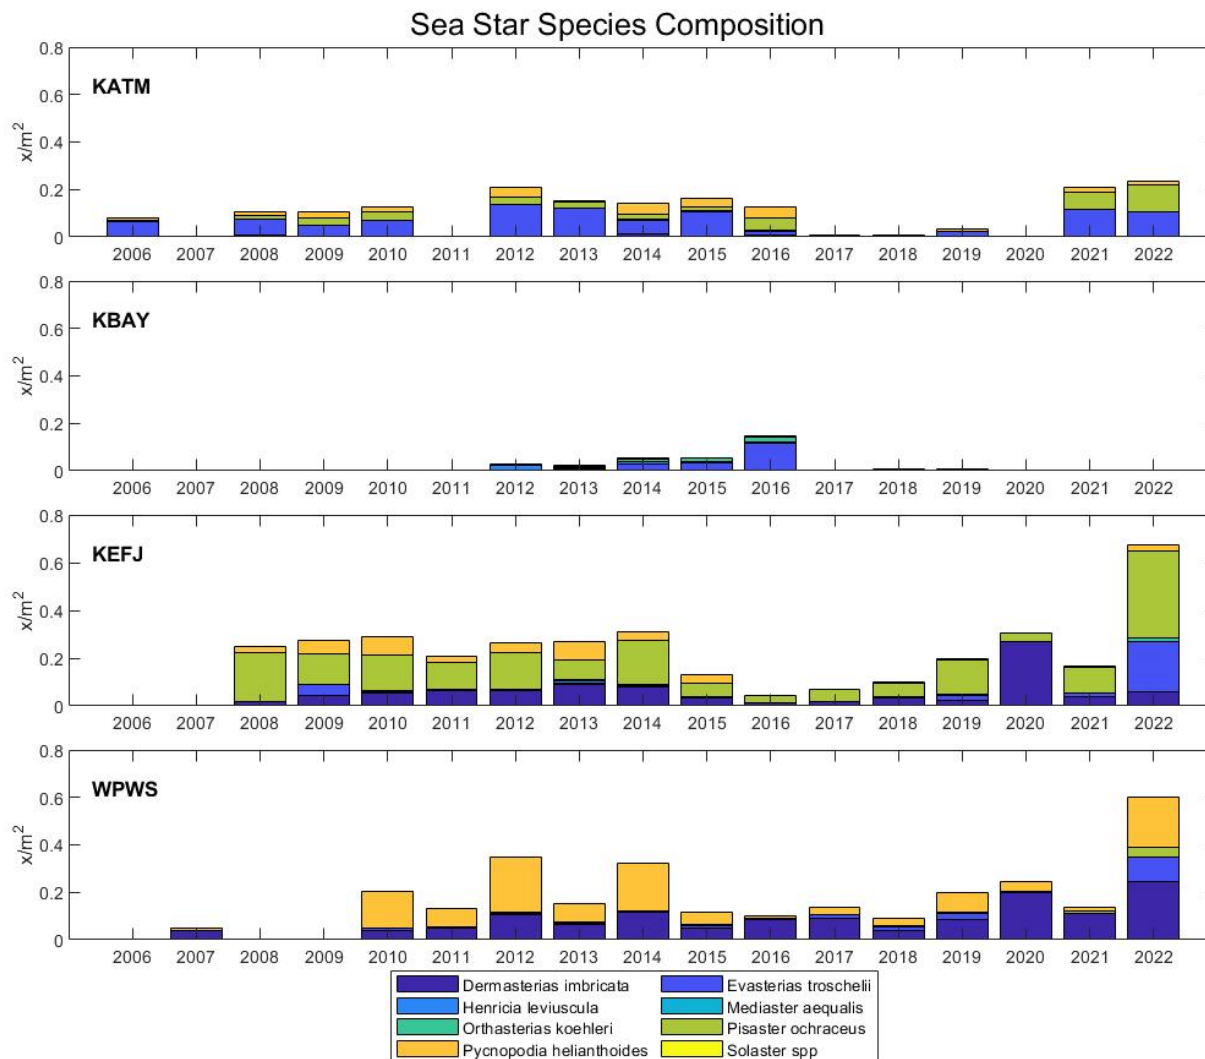 Sea Star Species Composition
0.8
KATM
0.6
x/m²
0.4
0.2
0
2006 2007 2008 2009 2010 2011 2012 2013 2014 2015 2016 2017 2018 2019 2020 2021 2022
0.8
KBAY
0.6
x/m²
0.4
0.2
0
2006 2007 2008 2009 2010 2011 2012 2013 2014 2015 2016 2017 2018 2019 2020 2021 2022
0.8
KEFJ
0.6
x/m²
0.4
0.2
0
2006 2007 2008 2009 2010 2011 2012 2013 2014 2015 2016 2017 2018 2019 2020 2021 2022
0.8
WPWS
0.6
x/m²
0.4
0.2
0
2006 2007 2008 2009 2010 2011 2012 2013 2014 2015 2016 2017 2018 2019 2020 2021 2022
Dermasterias imbricata Evasterias troschelii
Henricia leviuscula Mediaster aequalis
Orthasterias koehleri Pisaster ochraceus
Pycnopodia helianthoides Solaster spp